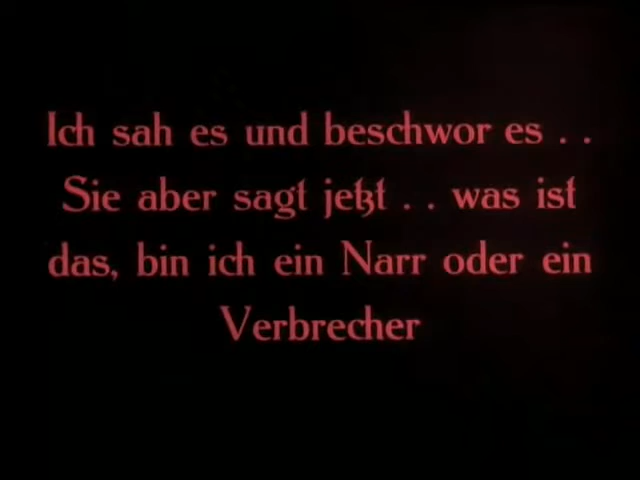 Ich sah es und beschwor es . .
Sie aber sagt jetzt . . was ist
das, bin ich ein Narr oder ein
Verbrecher